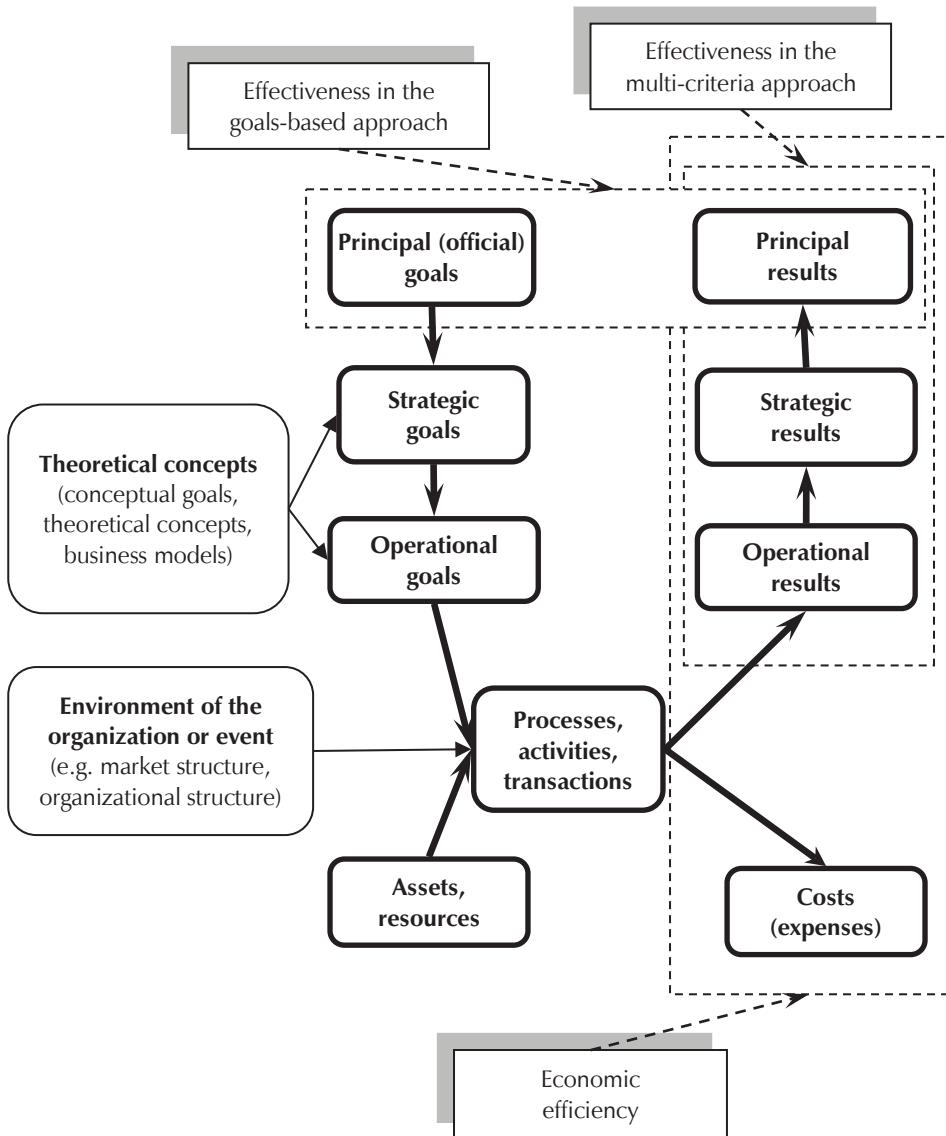 Effectiveness in the
goals-based approach
Effectiveness in the
multi-criteria approach
Principal (official)
goals
Principal
results
Strategic
goals
Strategic
results
Theoretical concepts
(conceptual goals,
theoretical concepts,
business models)
Operational
goals
Operational
results
Environment of the
organization or event
(e.g. market structure,
organizational structure)
Processes,
activities,
transactions
Assets,
resources
Costs
(expenses)
Economic
efficiency